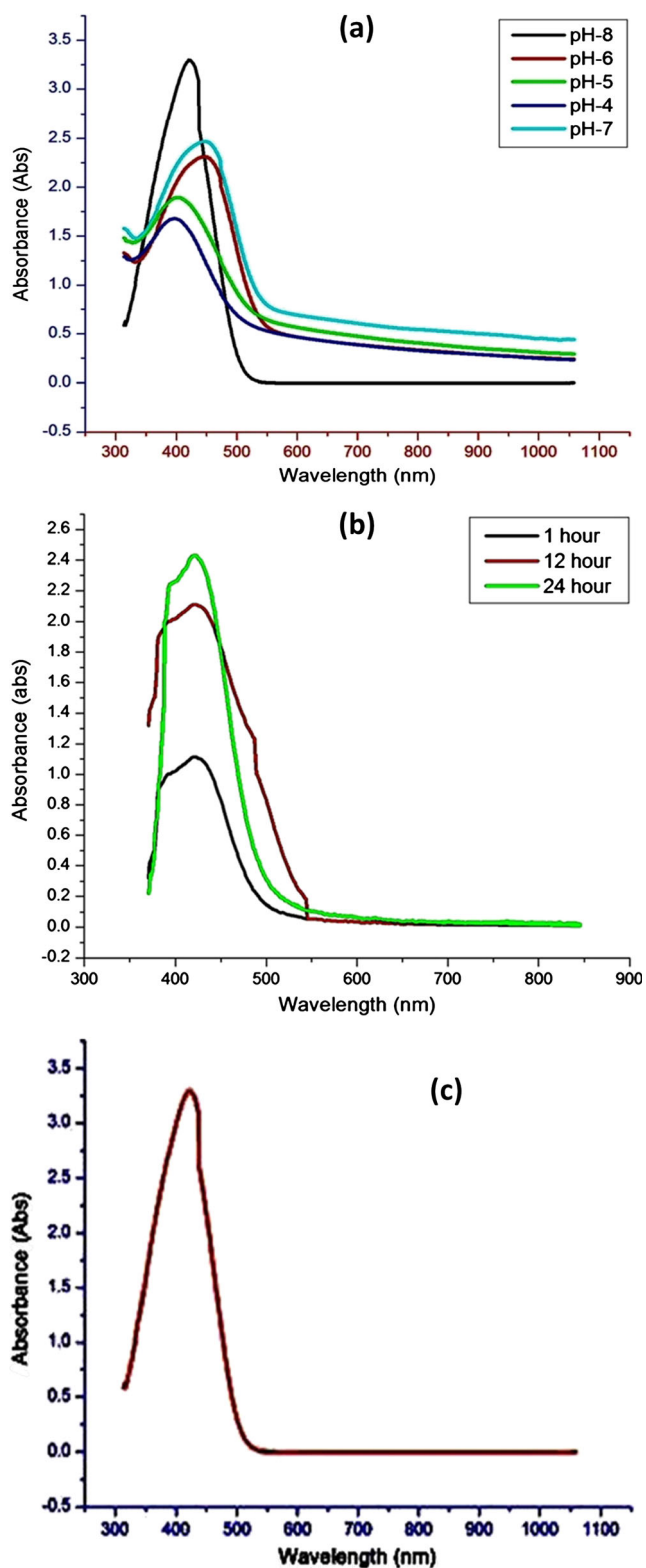 (a)
pH-8
pH-6
pH-5
pH-4
pH-7
3.5
3.0
2.5
2.0
1.5
1.0
0.5
0.0
-0.5
Absorbance (Abs)
300 400 500 600 700 800 900 1000 1100
Wavelength (nm)
(b)
1 hour
12 hour
24 hour
2.6
2.4
2.2
2.0
1.8
1.6
1.4
1.2
1.0
0.8
0.6
0.4
0.2
0.0
-0.2
Absorbance (abs)
300 400 500 600 700 800 900
Wavelength (nm)
(c)
3.5
3.0
2.5
2.0
1.5
1.0
0.5
0.0
-0.5
Absorbance (Abs)
300 400 500 600 700 800 900 1000 1100
Wavelength (nm)